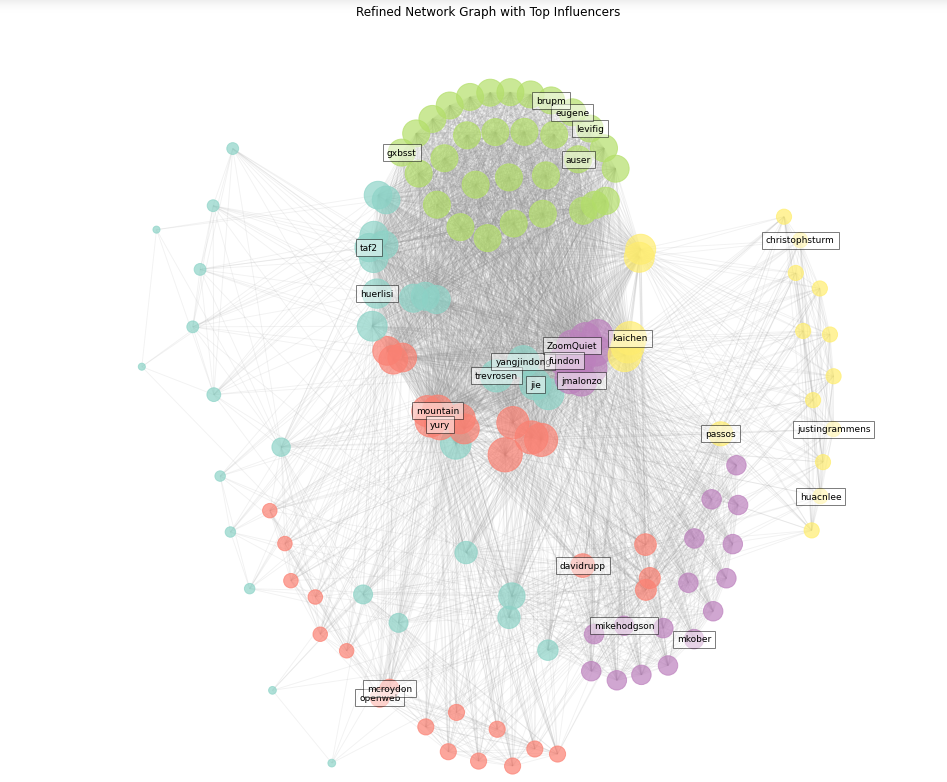 Refined Network Graph with Top Influencers
brupm
eugene
levifig
gxbsst
auser
christophsturm
taf2
huerlisi
kaichen
ZoomQuiet
yangjindong
fundon
trevrosen
jmalonzo
jie
mountain
yury
justingrammens
passos
huacnlee
davidrupp
mikehodgson
mkober
mcroydon
openweb